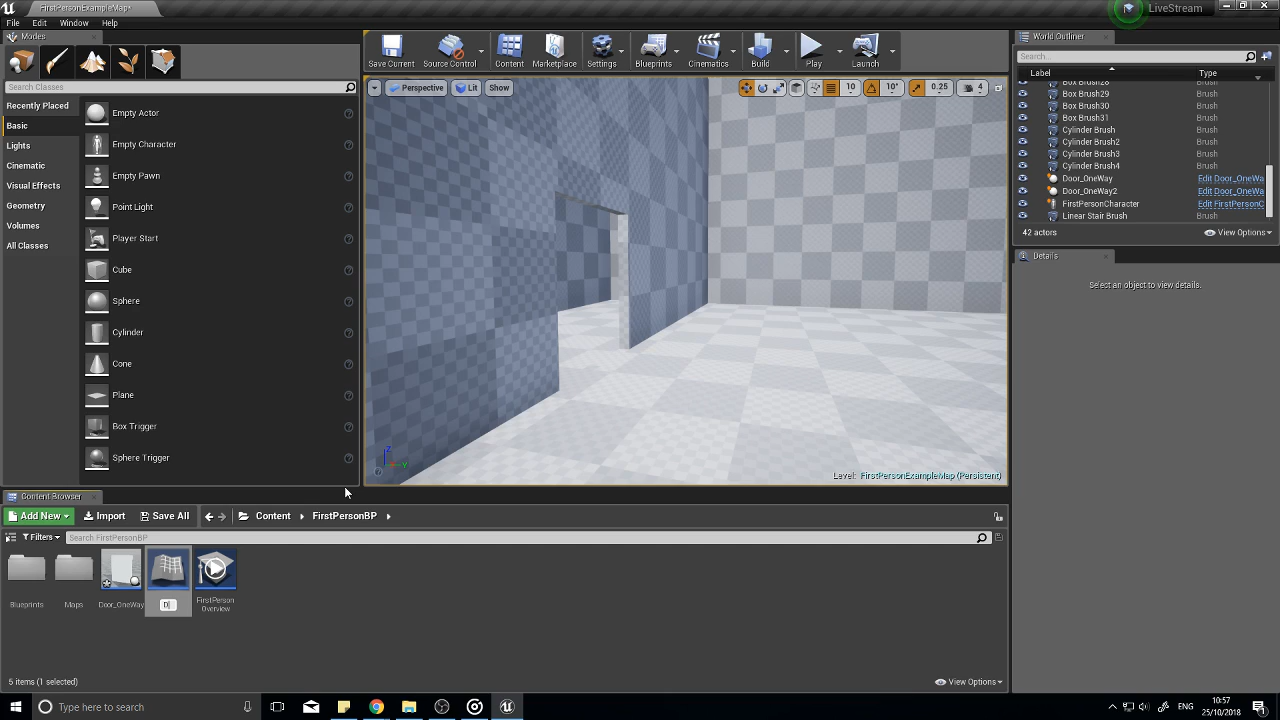 FirstPersonExampleMap*
LiveStream
File Edit Window Help
Modes
Search Classes
Recently Placed
Basic
Lights
Cinematic
Visual Effects
Geometry
Volumes
All Classes
Empty Actor
Empty Character
Empty Pawn
Point Light
Player Start
Cube
Sphere
Cylinder
Cone
Plane
Box Trigger
Sphere Trigger
Save Current
Source Control
Content
Marketplace
Settings
Blueprints
Cinematics
Build
Play
Launch
Perspective
Lit
Show
10
10°
0.25
4
Z
Y
Level: FirstPersonExampleMap (Persistent)
World Outliner
Search...
Label Type
Box Brush28 Brush
Box Brush29 Brush
Box Brush30 Brush
Box Brush31 Brush
Cylinder Brush Brush
Cylinder Brush2 Brush
Cylinder Brush3 Brush
Cylinder Brush4 Brush
Door_OneWay Edit Door_OneWa
Door_OneWay2 Edit Door_OneWa
FirstPersonCharacter Edit FirstPersonC
Linear Stair Brush Brush
42 actors
View Options
Details
Select an object to view details.
Content Browser
Add New Import Save All Content FirstPersonBP
Filters Search FirstPersonBP
Blueprints
Maps
Door_OneWay
D
FirstPerson
Overview
5 items (1 selected)
View Options
Type here to search
ENG
10:57
25/10/2018